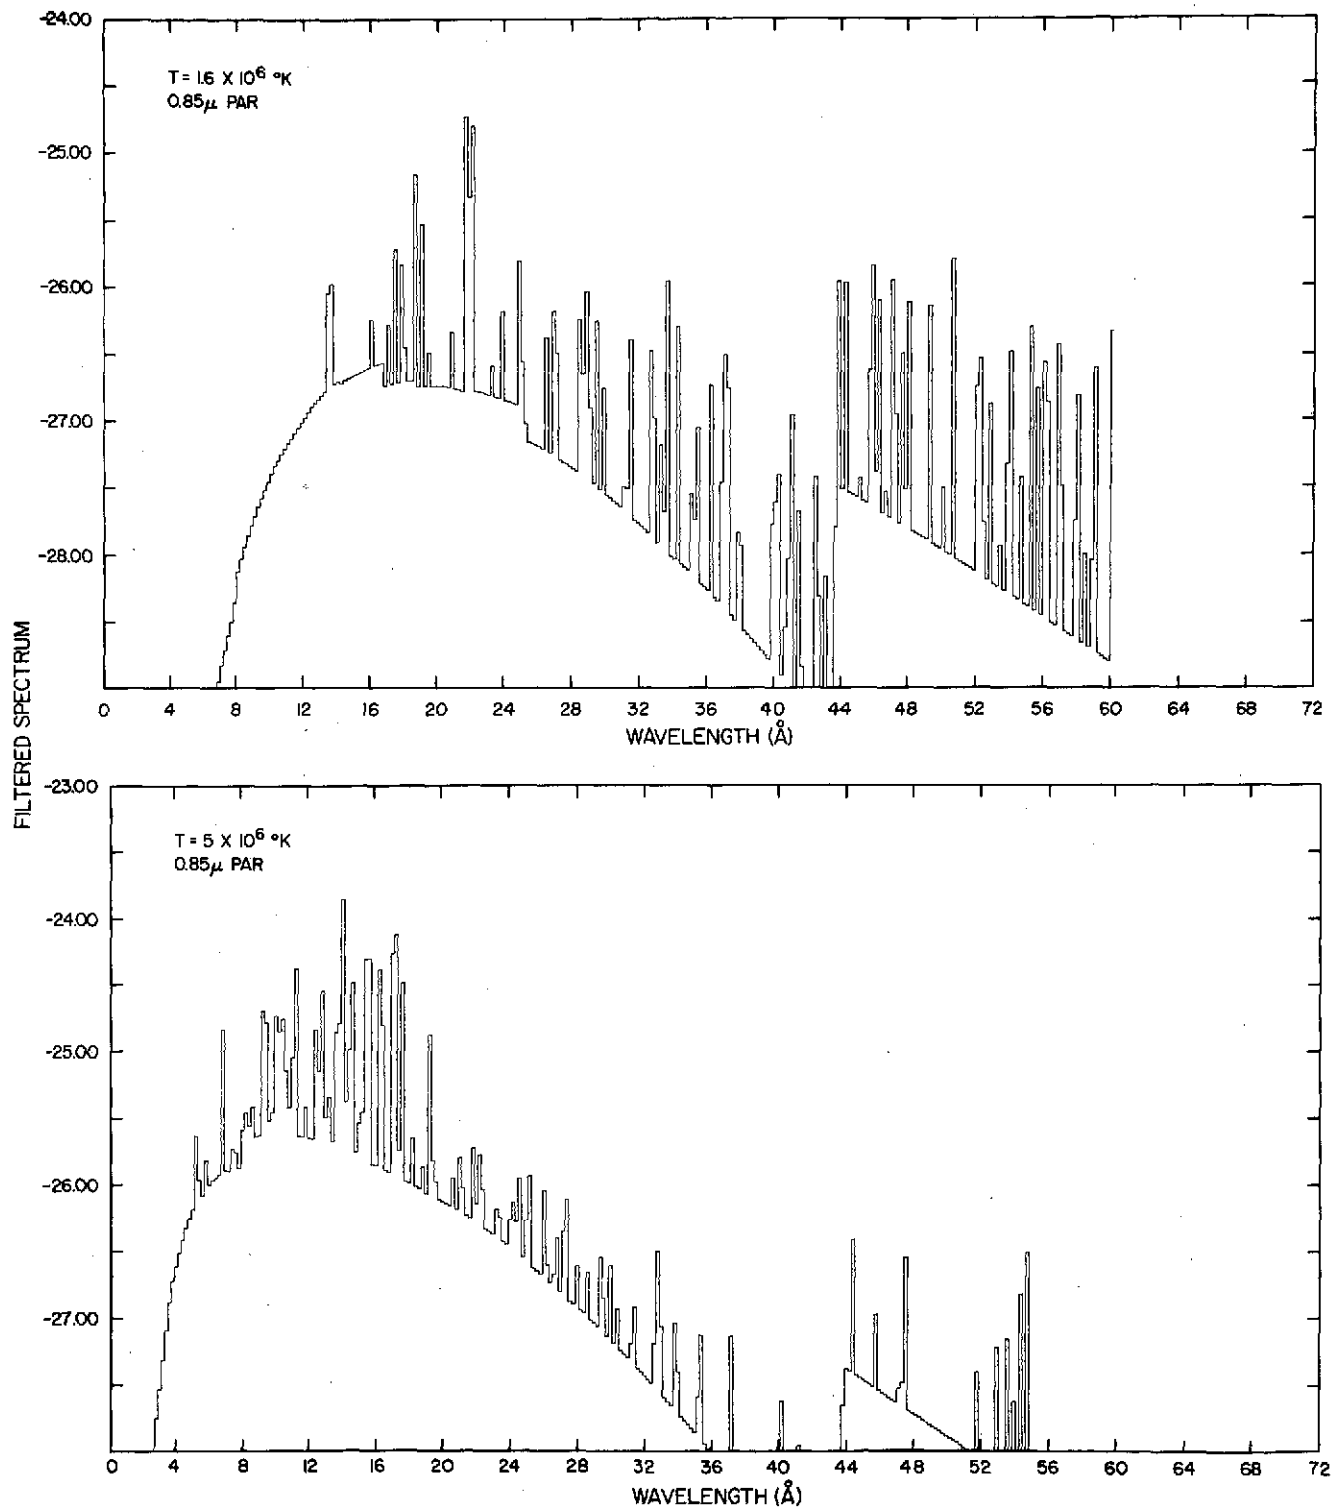 FILTERED SPECTRUM
-24.00
-25.00
-26.00
-27.00
-28.00
T = 1.6 X 10⁶ °K
0.85μ PAR
0 4 8 12 16 20 24 28 32 36 40 44 48 52 56 60 64 68 72
WAVELENGTH (Å)
-23.00
-24.00
-25.00
-26.00
-27.00
T = 5 X 10⁶ °K
0.85μ PAR
0 4 8 12 16 20 24 28 32 36 40 44 48 52 56 60 64 68 72
WAVELENGTH (Å)